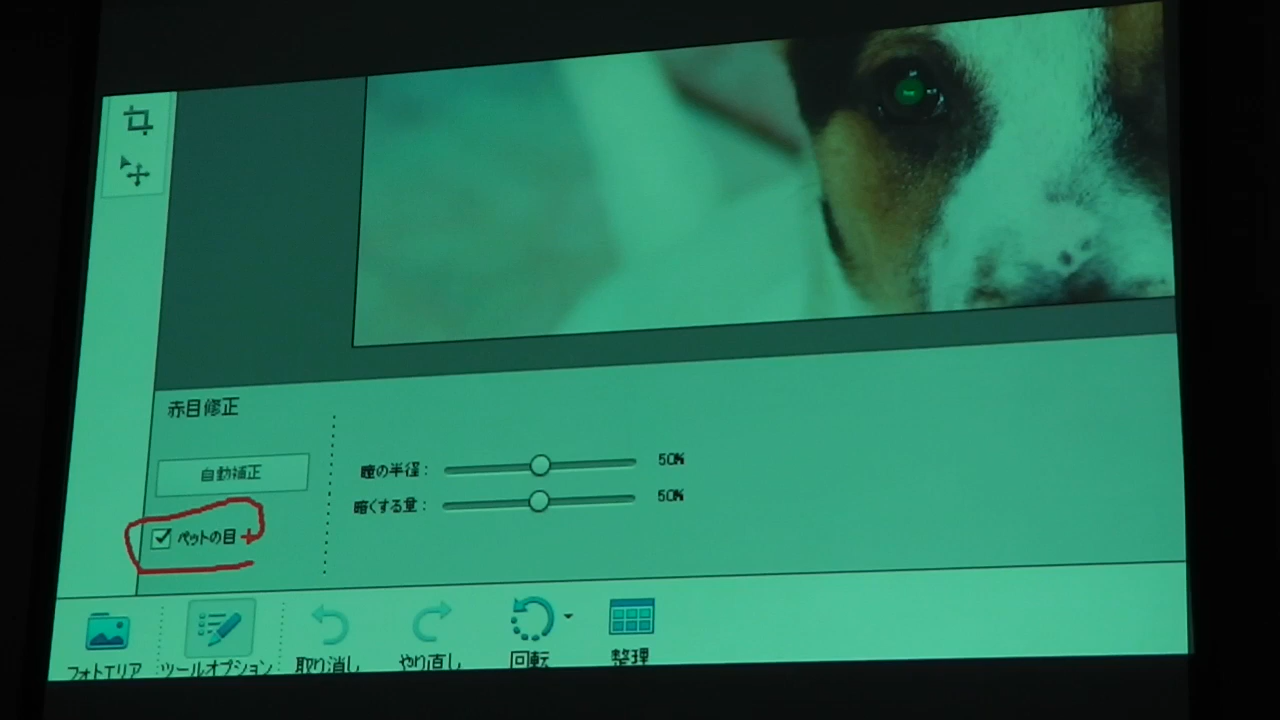 赤目修正
自動補正
ペットの目
瞳の半径: 50%
暗くする量: 50%
フォトエリア ツールオプション 取り消し やり直し 回転 整理